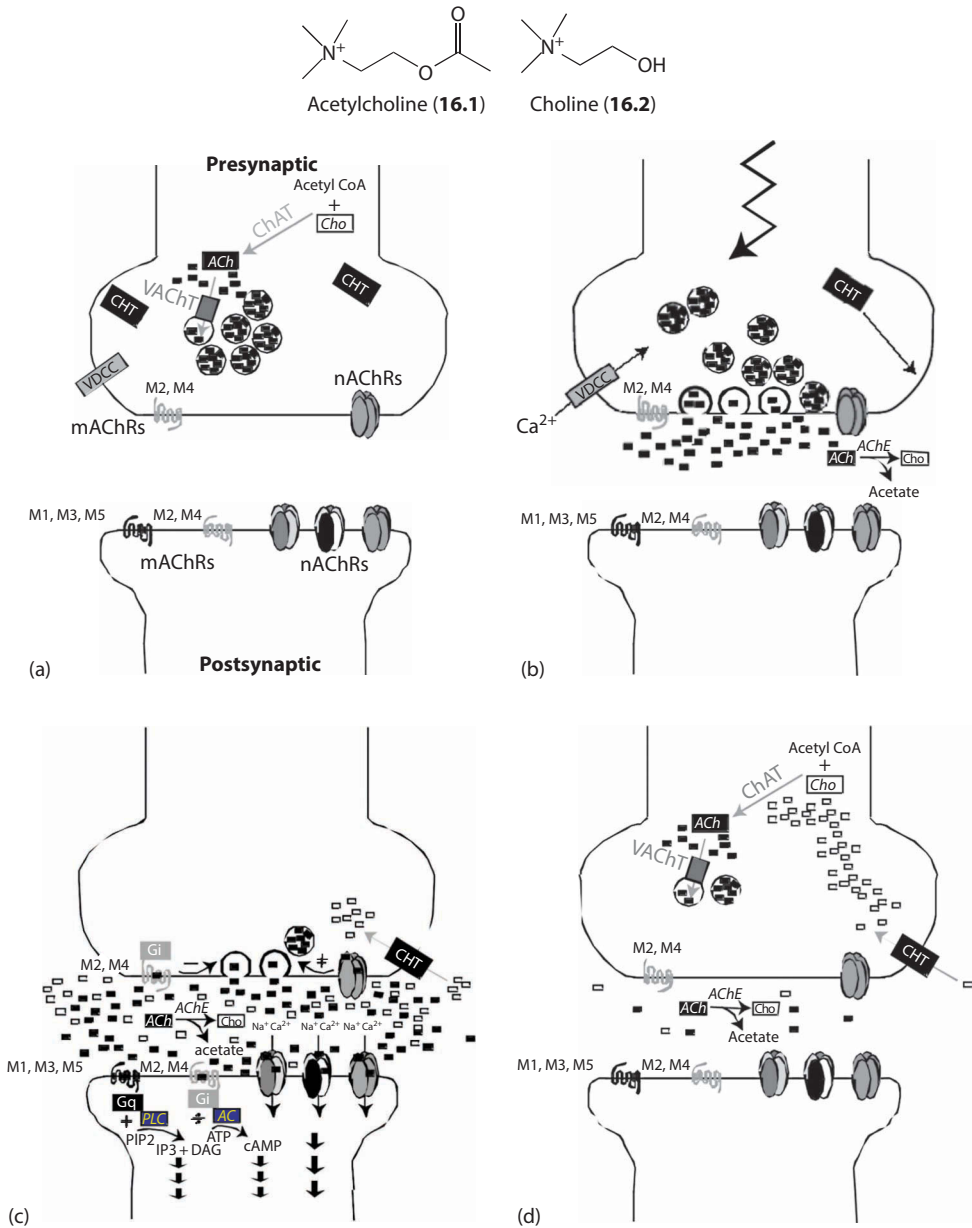 N+
O
O
Acetylcholine (16.1)
N+
OH
Choline (16.2)
Presynaptic
Acetyl CoA
+
Cho
ChAT
ACh
VAChT
CHT
CHT
VDCC
M2, M4
mAChRs
nAChRs
M1, M3, M5
M2, M4
mAChRs
nAChRs
(a)
Postsynaptic
CHT
VDCC
M2, M4
Ca2+
ACh
AChE
Cho
Acetate
M1, M3, M5
M2, M4
(b)
Gi
M2, M4
−
+
CHT
ACh
AChE
Cho
acetate
Na+ Ca2+
Na+ Ca2+
Na+ Ca2+
M1, M3, M5
M2, M4
Gq
+
PLC
PIP2
IP3 + DAG
Gi
AC
ATP
cAMP
(c)
Acetyl CoA
+
Cho
ChAT
ACh
VAChT
CHT
M2, M4
ACh
AChE
Cho
Acetate
M1, M3, M5
M2, M4
(d)